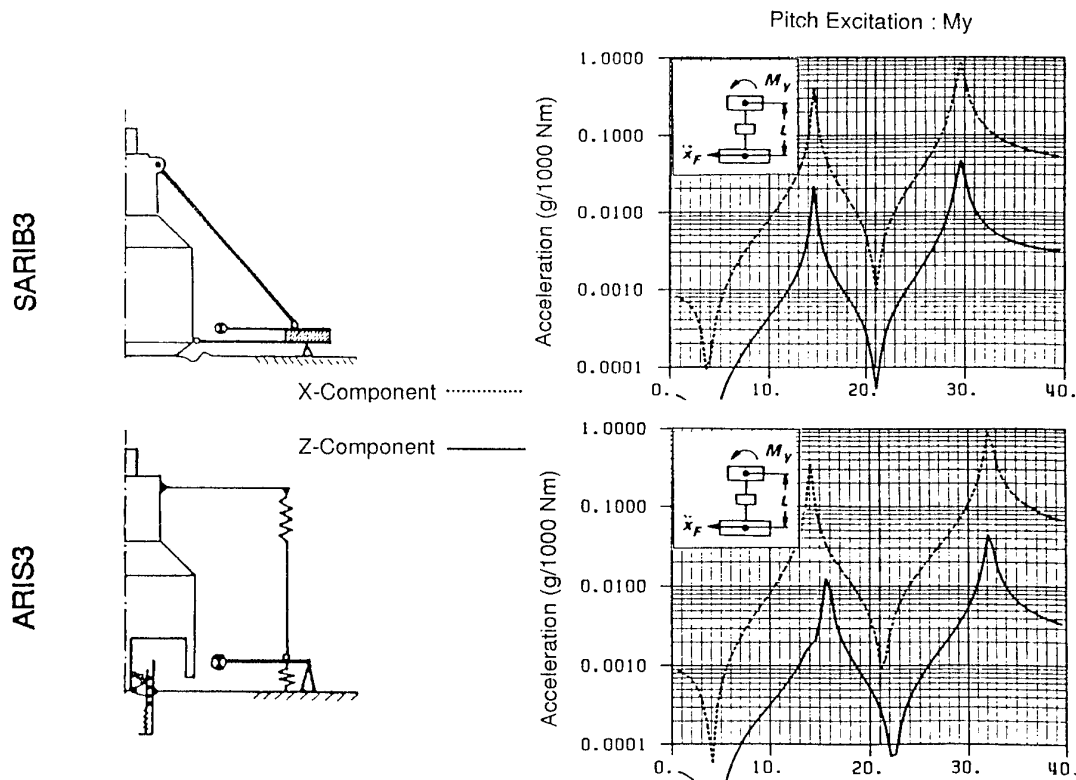 Pitch Excitation : My
SARIB3
Acceleration (g/1000 Nm)
1.0000
0.1000
0.0100
0.0010
0.0001
M_Y
L
ẍ_F
0. 10. 20. 30. 40.
X-Component
Z-Component
ARIS3
Acceleration (g/1000 Nm)
1.0000
0.1000
0.0100
0.0010
0.0001
M_Y
L
ẍ_F
0. 10. 20. 30. 40.